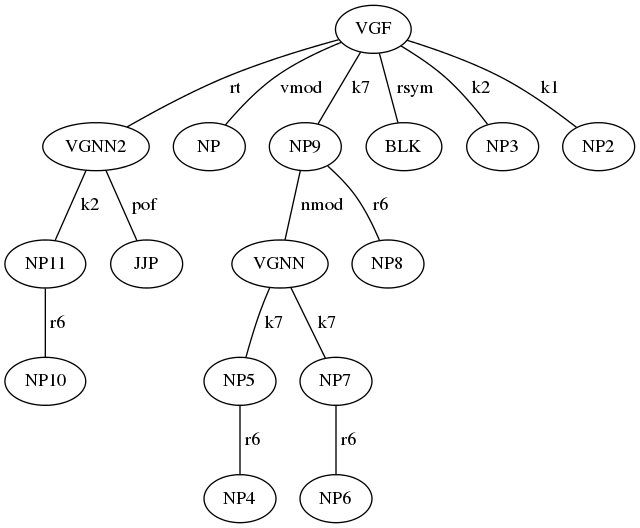 VGF
rt vmod k7 rsym k2 k1
VGNN2 NP NP9 BLK NP3 NP2
k2 pof nmod r6
NP11 JJP VGNN NP8
r6 k7 k7
NP10 NP5 NP7
r6 r6
NP4 NP6